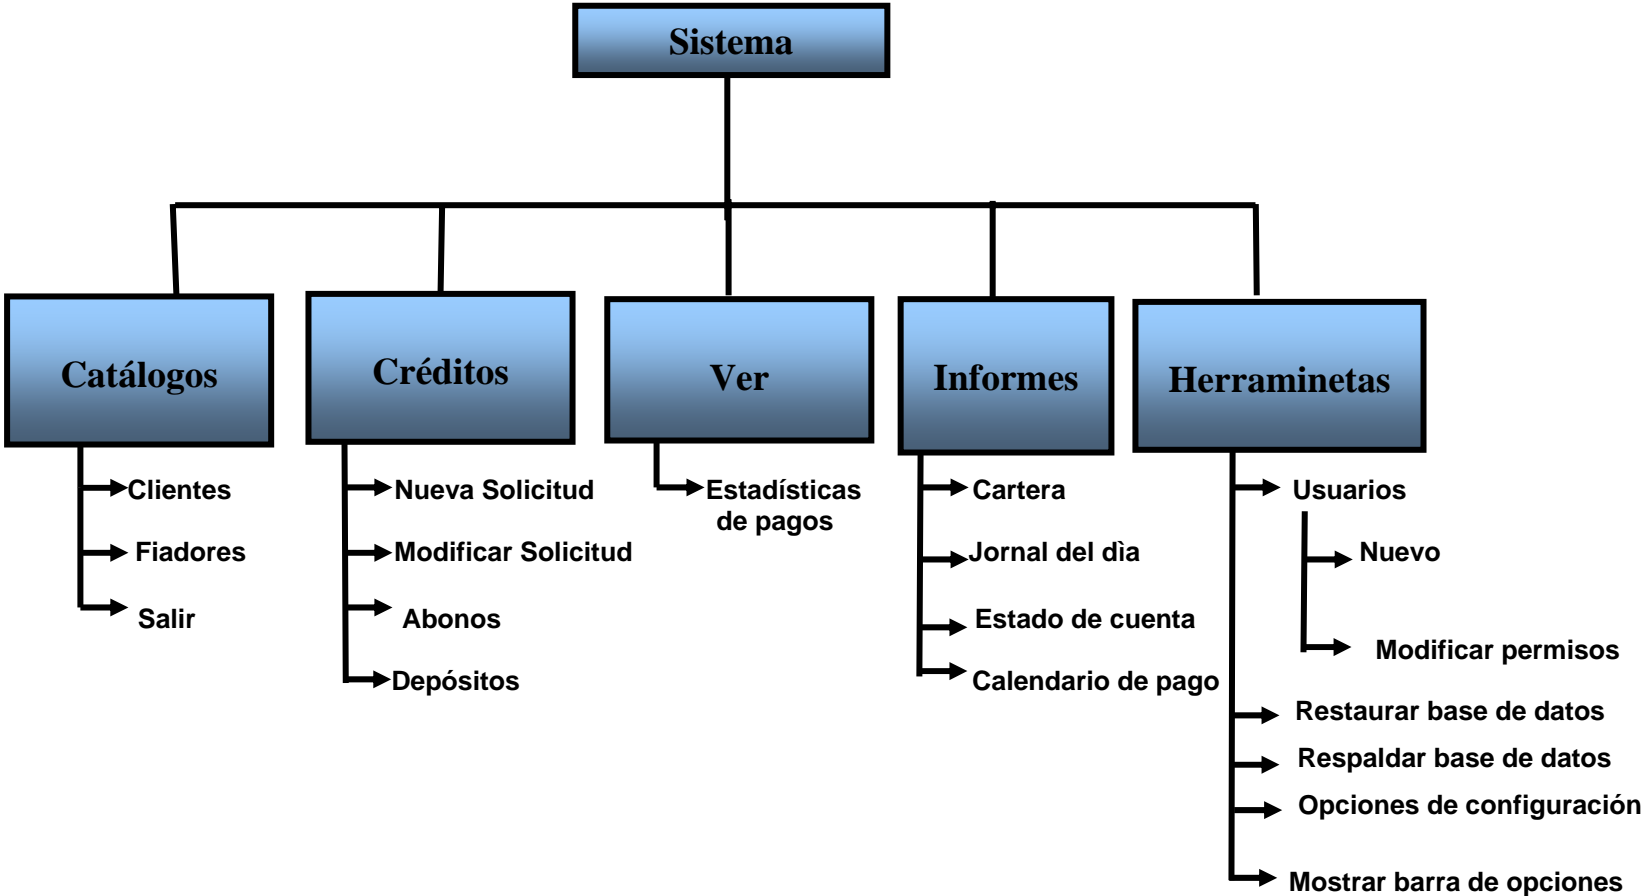 Sistema
Catálogos
Créditos
Ver
Informes
Herraminetas
Clientes
Fiadores
Salir
Nueva Solicitud
Modificar Solicitud
Abonos
Depósitos
Estadísticas
de pagos
Cartera
Jornal del dìa
Estado de cuenta
Calendario de pago
Usuarios
Nuevo
Modificar permisos
Restaurar base de datos
Respaldar base de datos
Opciones de configuración
Mostrar barra de opciones